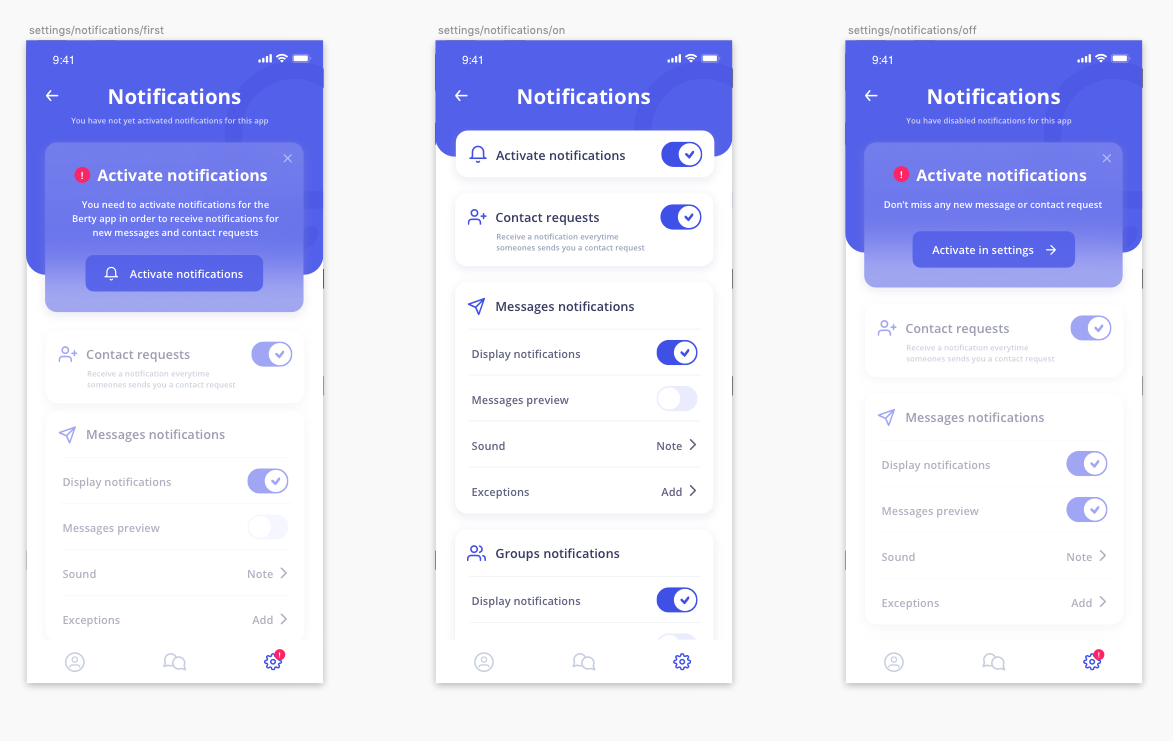 settings/notifications/first
9:41
Notifications
You have not yet activated notifications for this app
! Activate notifications
You need to activate notifications for the
Berty app in order to receive notifications for
new messages and contact requests
Activate notifications
Contact requests
Receive a notification everytime
someones sends you a contact request
Messages notifications
Display notifications
Messages preview
Sound Note
Exceptions Add
!
settings/notifications/on
9:41
Notifications
Activate notifications
Contact requests
Receive a notification everytime
someones sends you a contact request
Messages notifications
Display notifications
Messages preview
Sound Note
Exceptions Add
Groups notifications
Display notifications
settings/notifications/off
9:41
Notifications
You have disabled notifications for this app
! Activate notifications
Don't miss any new message or contact request
Activate in settings
Contact requests
Receive a notification everytime
someones sends you a contact request
Messages notifications
Display notifications
Messages preview
Sound Note
Exceptions Add
!